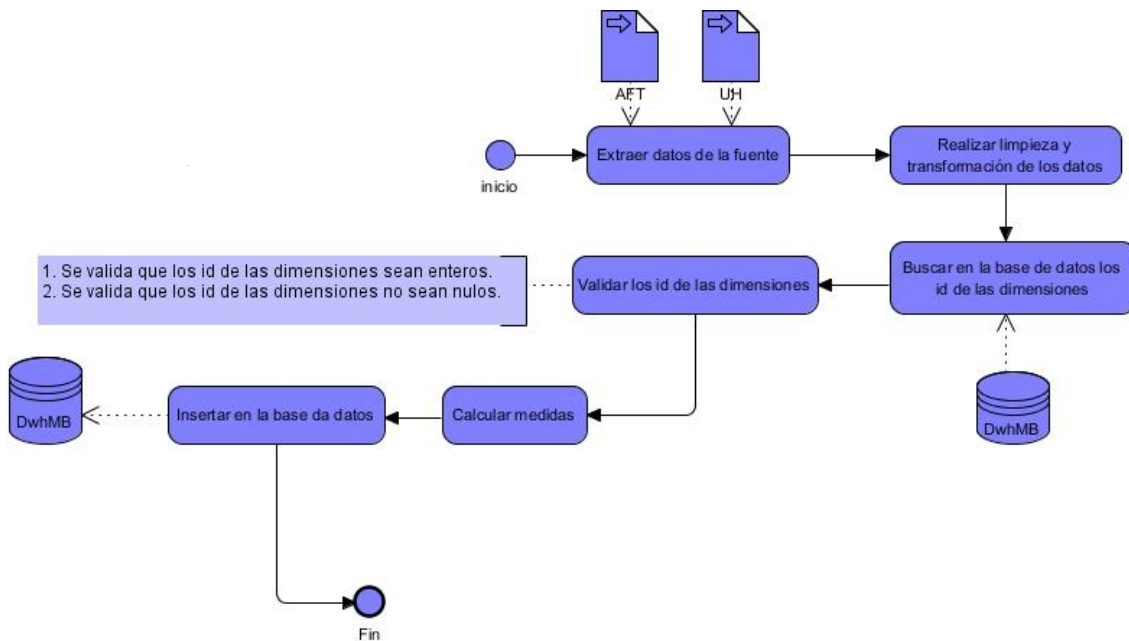 AFT
UH
inicio
Extraer datos de la fuente
Realizar limpieza y
transformación de los datos
1. Se valida que los id de las dimensiones sean enteros.
2. Se valida que los id de las dimensiones no sean nulos.
Validar los id de las dimensiones
Buscar en la base de datos los
id de las dimensiones
DwhMB
Insertar en la base da datos
Calcular medidas
DwhMB
Fin